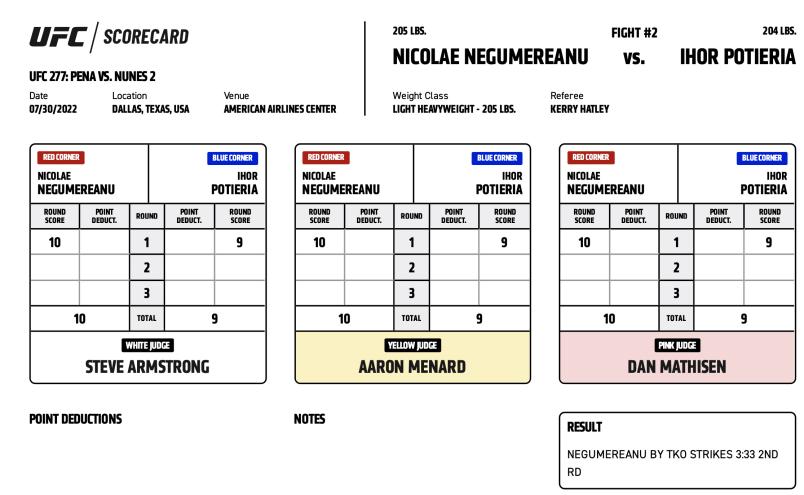 UFC / SCORECARD
UFC 277: PENA VS. NUNES 2
Date Location Venue
07/30/2022 DALLAS, TEXAS, USA AMERICAN AIRLINES CENTER
205 LBS. FIGHT #2 204 LBS.
NICOLAE NEGUMEREANU vs. IHOR POTIERIA
Weight Class Referee
LIGHT HEAVYWEIGHT - 205 LBS. KERRY HATLEY
RED CORNER BLUE CORNER
NICOLAE IHOR
NEGUMEREANU POTIERIA
ROUND SCORE POINT DEDUCT. ROUND POINT DEDUCT. ROUND SCORE
10 1 9
2
3
10 TOTAL 9
WHITE JUDGE
STEVE ARMSTRONG
RED CORNER BLUE CORNER
NICOLAE IHOR
NEGUMEREANU POTIERIA
ROUND SCORE POINT DEDUCT. ROUND POINT DEDUCT. ROUND SCORE
10 1 9
2
3
10 TOTAL 9
YELLOW JUDGE
AARON MENARD
RED CORNER BLUE CORNER
NICOLAE IHOR
NEGUMEREANU POTIERIA
ROUND SCORE POINT DEDUCT. ROUND POINT DEDUCT. ROUND SCORE
10 1 9
2
3
10 TOTAL 9
PINK JUDGE
DAN MATHISEN
POINT DEDUCTIONS
NOTES
RESULT
NEGUMEREANU BY TKO STRIKES 3:33 2ND
RD